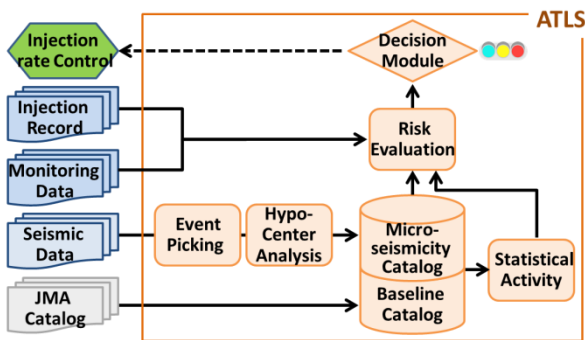 ATLS
Injection
rate Control
Decision
Module
Injection
Record
Risk
Evaluation
Monitoring
Data
Seismic
Data
Event
Picking
Hypo-
Center
Analysis
Micro-
seismicity
Catalog
Statistical
Activity
JMA
Catalog
Baseline
Catalog